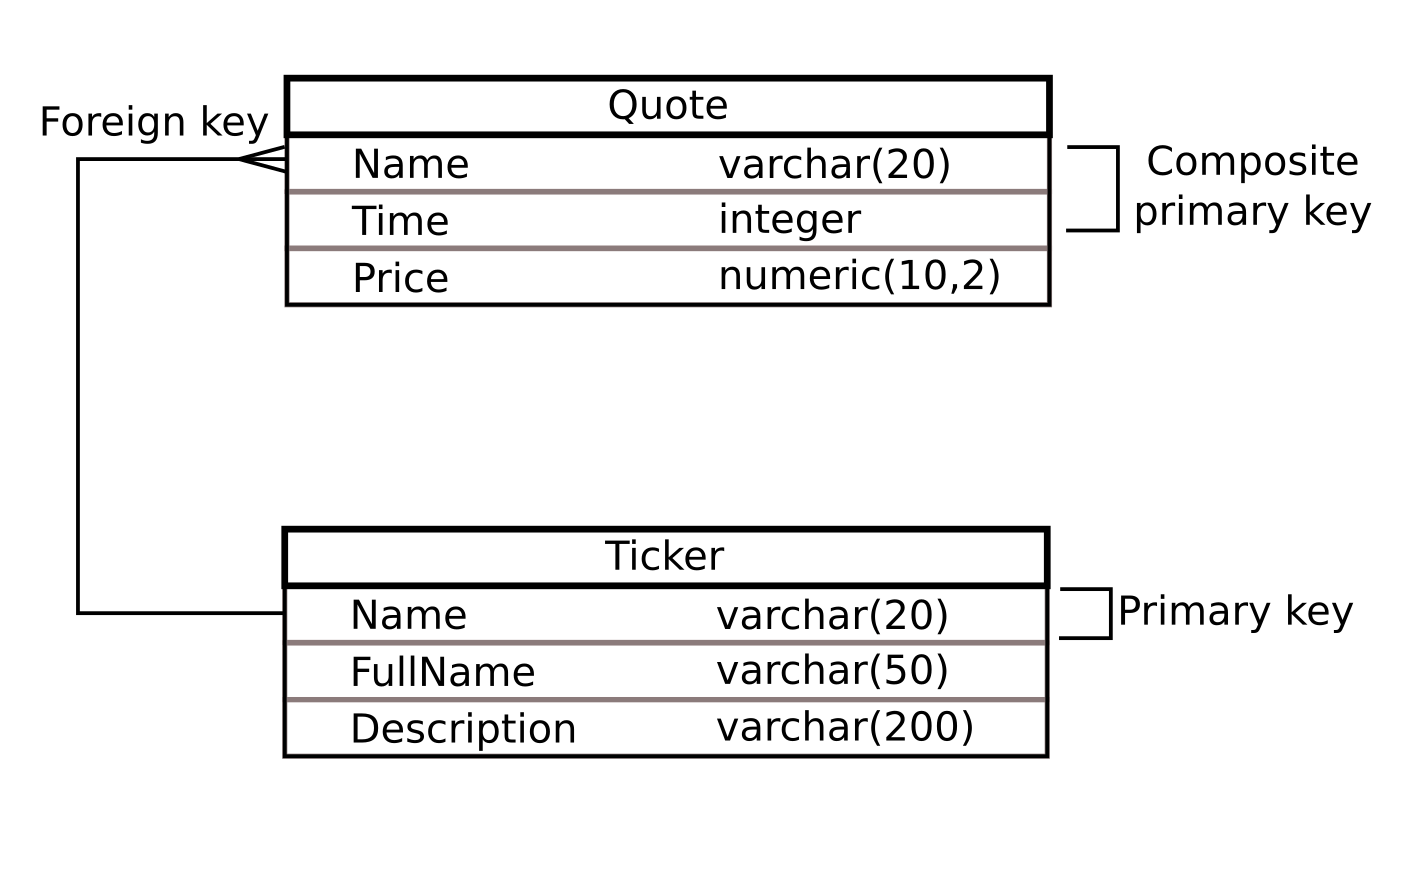 Quote
Foreign key
Name varchar(20)
Time integer
Price numeric(10,2)
Composite
primary key
Ticker
Name varchar(20)
FullName varchar(50)
Description varchar(200)
Primary key